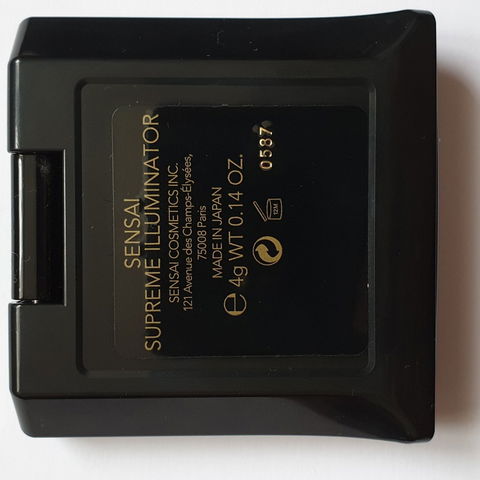 SENSAI
SUPREME ILLUMINATOR
SENSAI COSMETICS INC.
121 Avenue des Champs-Élysées,
75008 Paris
MADE IN JAPAN
e 4g WT 0.14 OZ.
12M
0587